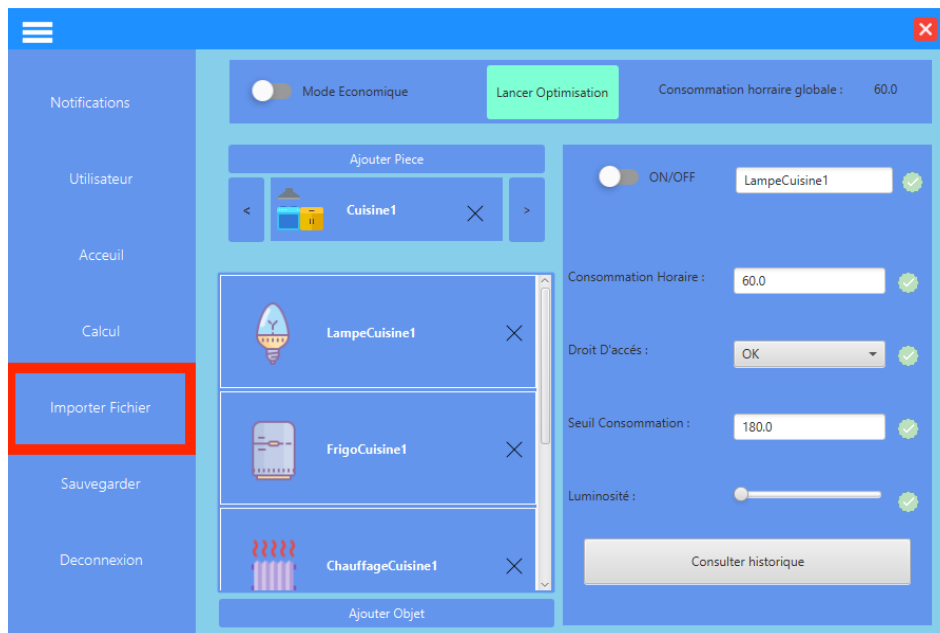 Notifications
Utilisateur
Acceuil
Calcul
Importer Fichier
Sauvegarder
Deconnexion
Mode Economique
Lancer Optimisation
Consommation horraire globale : 60.0
Ajouter Piece
< Cuisine1 >
LampeCuisine1
FrigoCuisine1
ChauffageCuisine1
Ajouter Objet
ON/OFF LampeCuisine1
Consommation Horaire : 60.0
Droit D'accés : OK
Seuil Consommation : 180.0
Luminosité :
Consulter historique